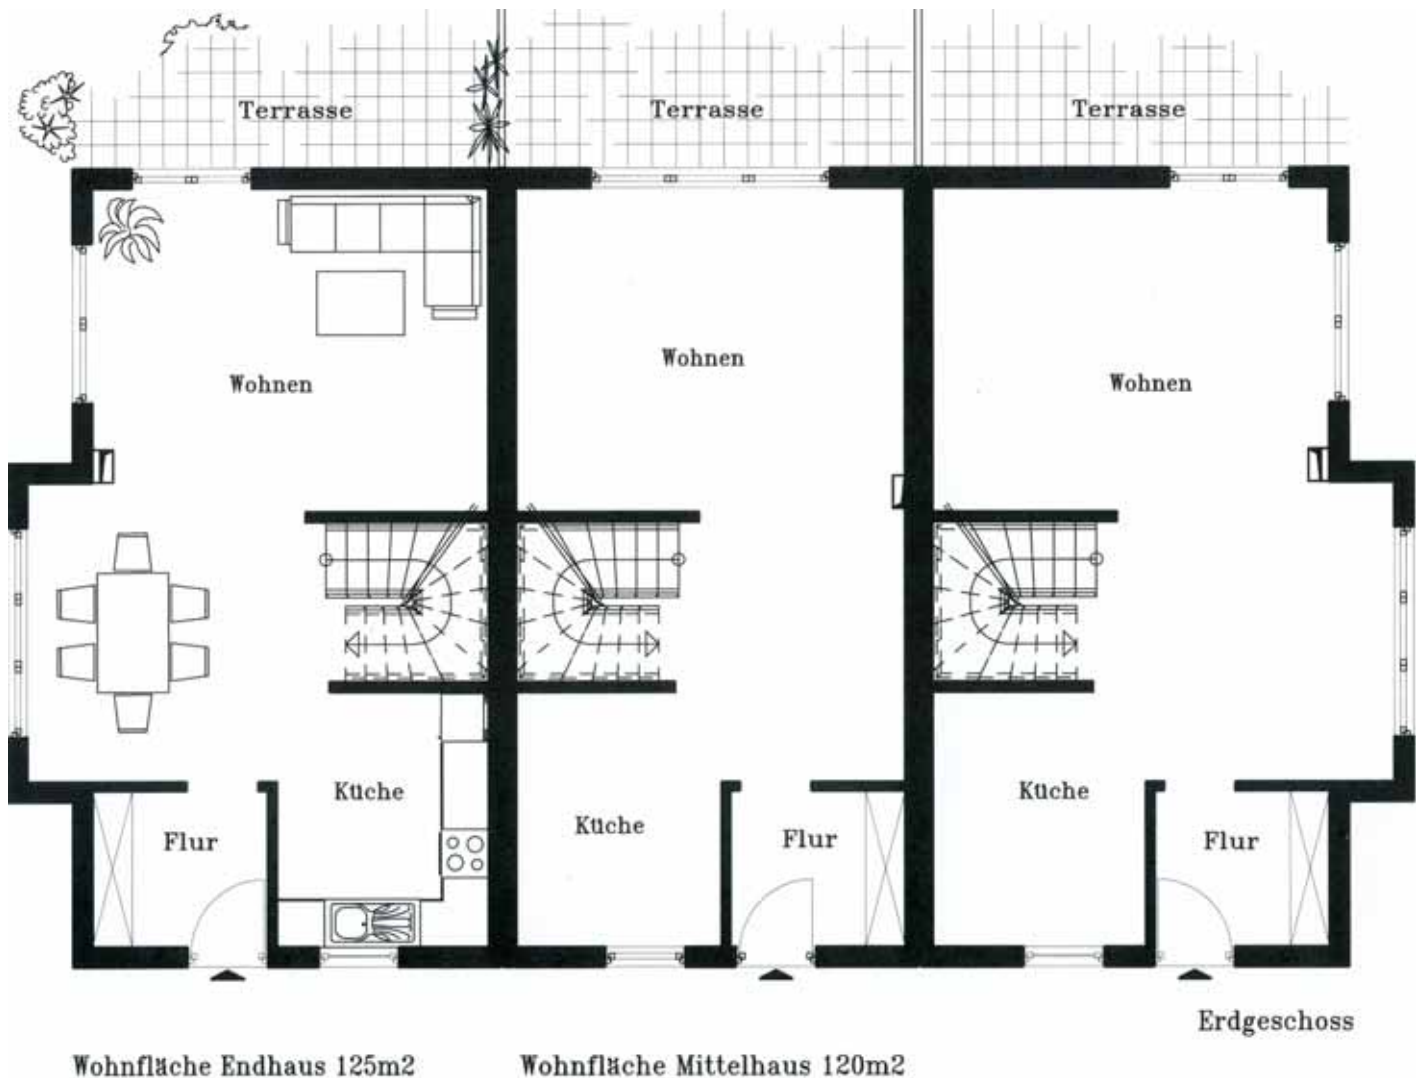 Terrasse
Terrasse
Terrasse
Wohnen
Wohnen
Wohnen
Küche
Flur
Küche
Flur
Küche
Flur
Erdgeschoss
Wohnfläche Endhaus 125m2
Wohnfläche Mittelhaus 120m2